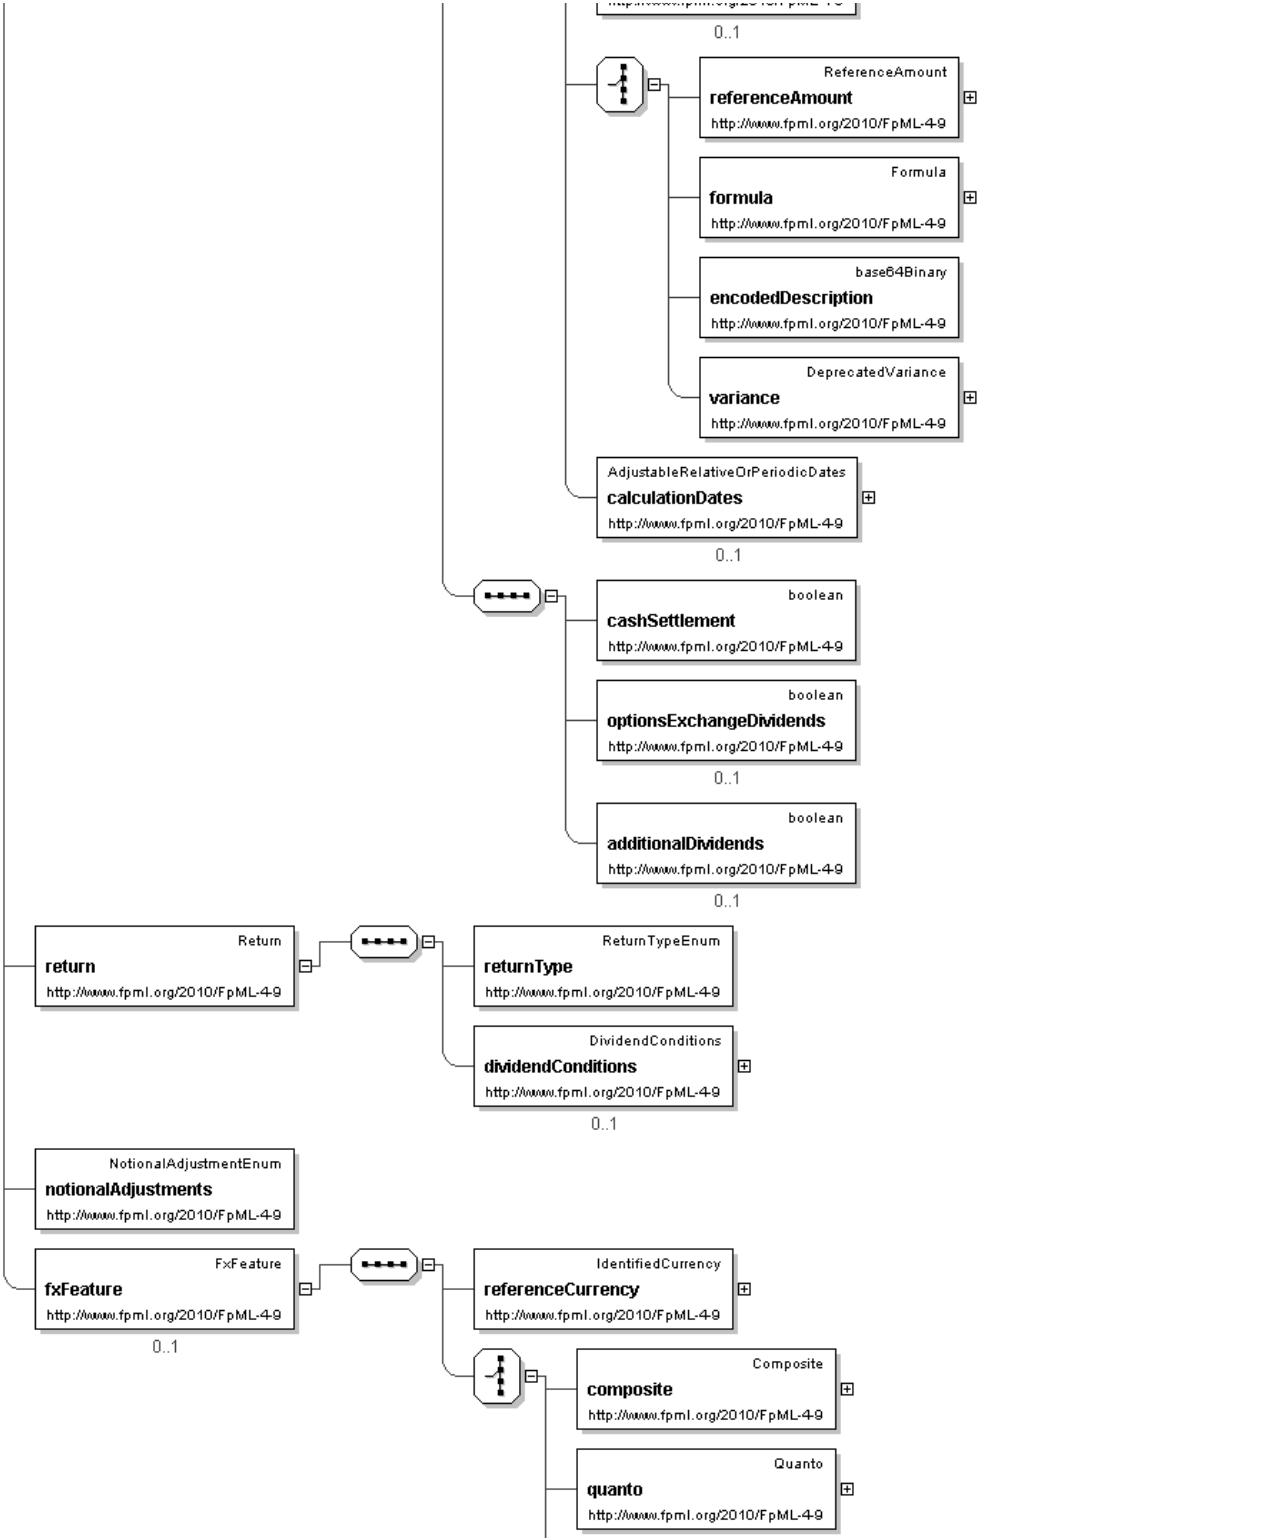 0..1
ReferenceAmount
referenceAmount
http://www.fpml.org/2010/FpML-4-9
Formula
formula
http://www.fpml.org/2010/FpML-4-9
base64Binary
encodedDescription
http://www.fpml.org/2010/FpML-4-9
DeprecatedVariance
variance
http://www.fpml.org/2010/FpML-4-9
AdjustableRelativeOrPeriodicDates
calculationDates
http://www.fpml.org/2010/FpML-4-9
0..1
boolean
cashSettlement
http://www.fpml.org/2010/FpML-4-9
boolean
optionsExchangeDividends
http://www.fpml.org/2010/FpML-4-9
0..1
boolean
additionalDividends
http://www.fpml.org/2010/FpML-4-9
0..1
Return
return
http://www.fpml.org/2010/FpML-4-9
ReturnTypeEnum
returnType
http://www.fpml.org/2010/FpML-4-9
DividendConditions
dividendConditions
http://www.fpml.org/2010/FpML-4-9
0..1
NotionalAdjustmentEnum
notionalAdjustments
http://www.fpml.org/2010/FpML-4-9
FxFeature
fxFeature
http://www.fpml.org/2010/FpML-4-9
0..1
IdentifiedCurrency
referenceCurrency
http://www.fpml.org/2010/FpML-4-9
Composite
composite
http://www.fpml.org/2010/FpML-4-9
Quanto
quanto
http://www.fpml.org/2010/FpML-4-9